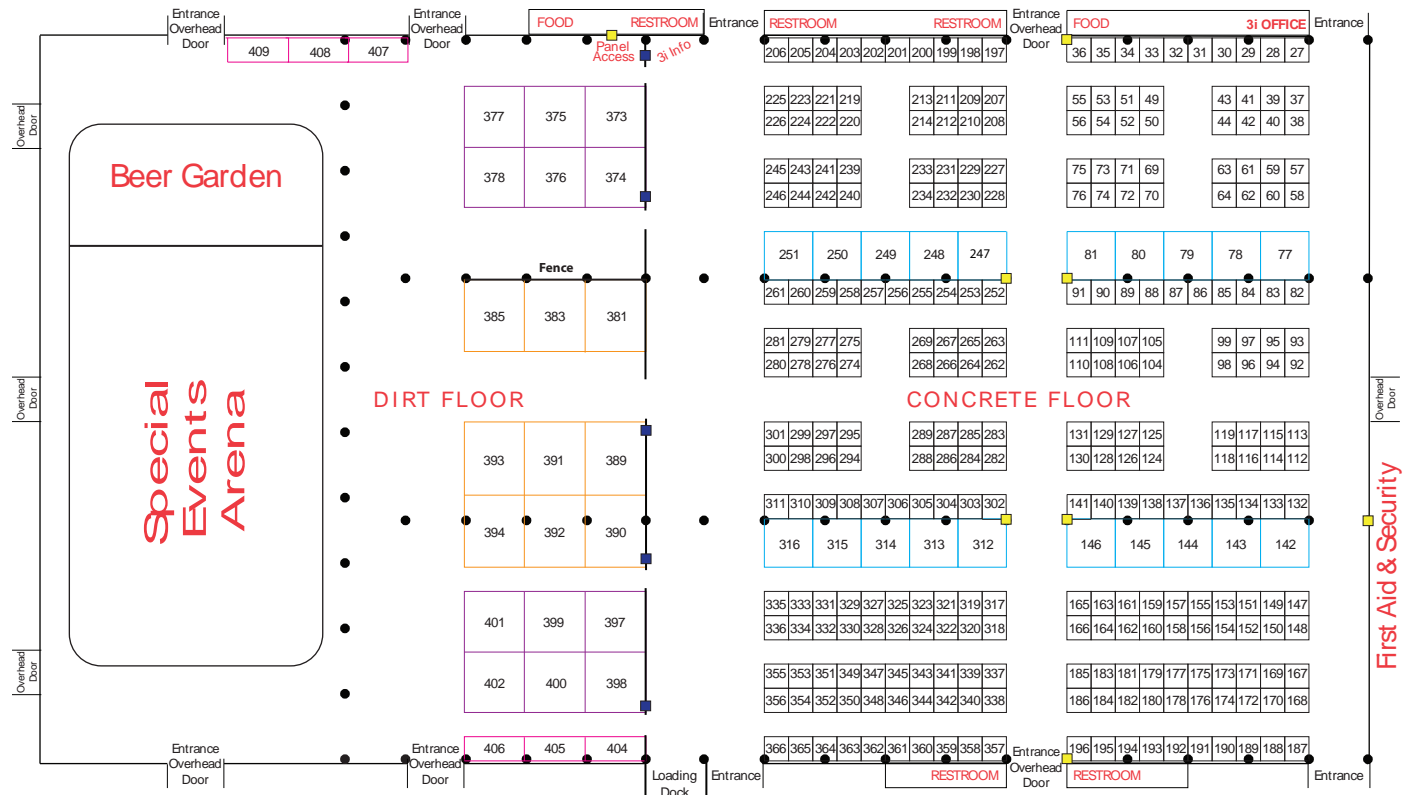 Entrance
Overhead
Door
Entrance
Overhead
Door
FOOD RESTROOM
Entrance
RESTROOM RESTROOM
Entrance
Overhead
Door
FOOD 3i OFFICE
Entrance
409 408 407
Panel
Access
3i Info
206 205 204 203 202 201 200 199 198 197
36 35 34 33 32 31 30 29 28 27
Overhead
Door
377 375 373
378 376 374
225 223 221 219 213 211 209 207
226 224 222 220 214 212 210 208
55 53 51 49 43 41 39 37
56 54 52 50 44 42 40 38
Beer Garden
245 243 241 239 233 231 229 227
246 244 242 240 234 232 230 228
75 73 71 69 63 61 59 57
76 74 72 70 64 62 60 58
251 250 249 248 247
81 80 79 78 77
Fence
261 260 259 258 257 256 255 254 253 252
91 90 89 88 87 86 85 84 83 82
385 383 381
281 279 277 275 269 267 265 263
280 278 276 274 268 266 264 262
111 109 107 105 99 97 95 93
110 108 106 104 98 96 94 92
Overhead
Door
Special
Events
Arena
DIRT FLOOR
CONCRETE FLOOR
Overhead
Door
393 391 389
394 392 390
301 299 297 295 289 287 285 283
300 298 296 294 288 286 284 282
131 129 127 125 119 117 115 113
130 128 126 124 118 116 114 112
311 310 309 308 307 306 305 304 303 302
141 140 139 138 137 136 135 134 133 132
316 315 314 313 312
146 145 144 143 142
First Aid & Security
401 399 397
402 400 398
335 333 331 329 327 325 323 321 319 317
336 334 332 330 328 326 324 322 320 318
165 163 161 159 157 155 153 151 149 147
166 164 162 160 158 156 154 152 150 148
Overhead
Door
355 353 351 349 347 345 343 341 339 337
356 354 352 350 348 346 344 342 340 338
185 183 181 179 177 175 173 171 169 167
186 184 182 180 178 176 174 172 170 168
406 405 404
366 365 364 363 362 361 360 359 358 357
196 195 194 193 192 191 190 189 188 187
Entrance
Overhead
Door
Entrance
Overhead
Door
Loading
Dock
Entrance
RESTROOM
Entrance
Overhead
Door
RESTROOM
Entrance